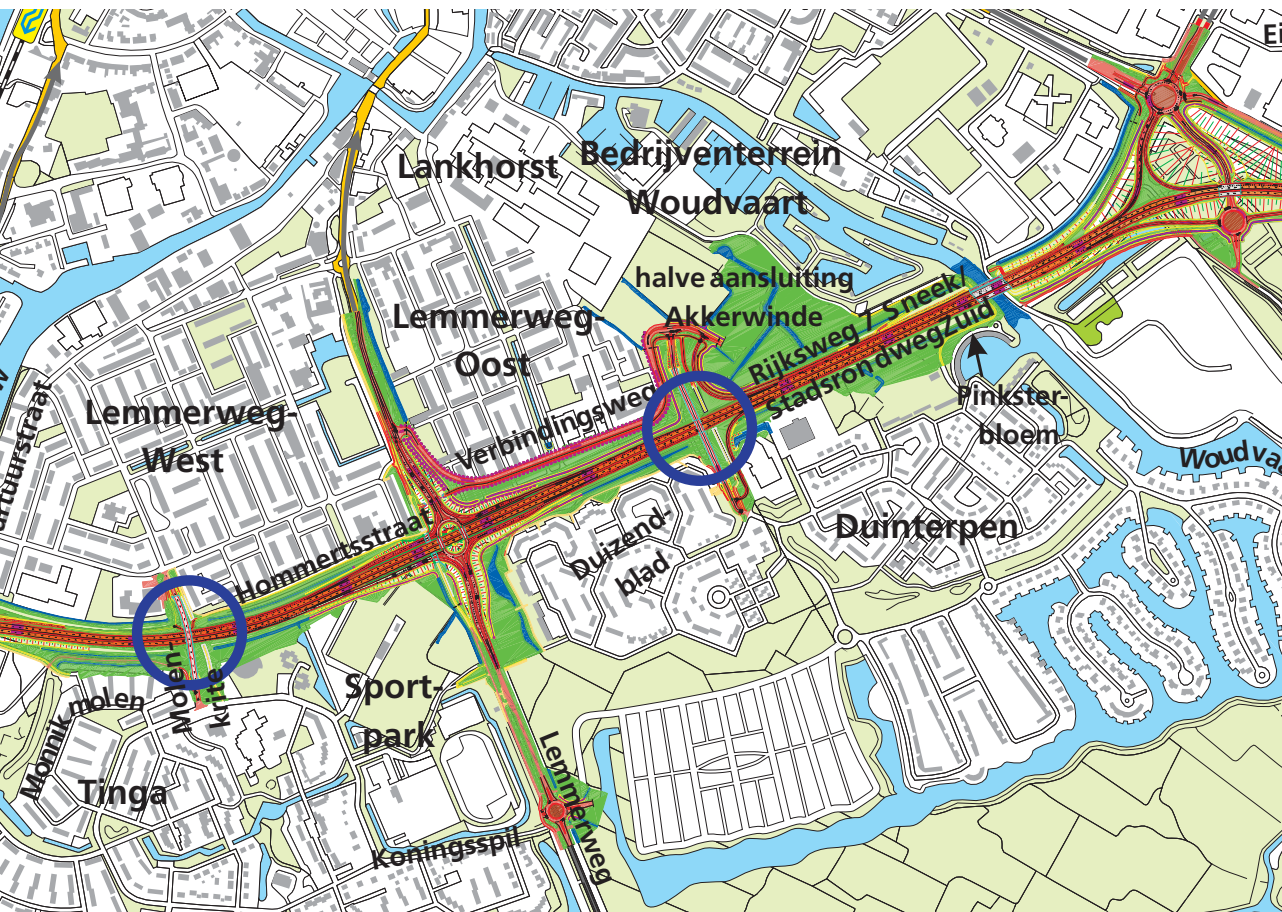 Ei
Lankhorst
Bedrijventerrein
Woudvaart
halve aansluiting
Akkerwinde
Lemmerweg-
Oost
Rijksweg 7 Sneek/
Stadsrondweg Zuid
Verbindingsweg
Pinkster-
bloem
Lemmerweg-
West
Woudva
Duinterpen
Hommertsstraat
Duizend-
blad
Molen-
krite
Monnikmolen
Sport-
park
Tinga
Lemmerweg
Koningsspil